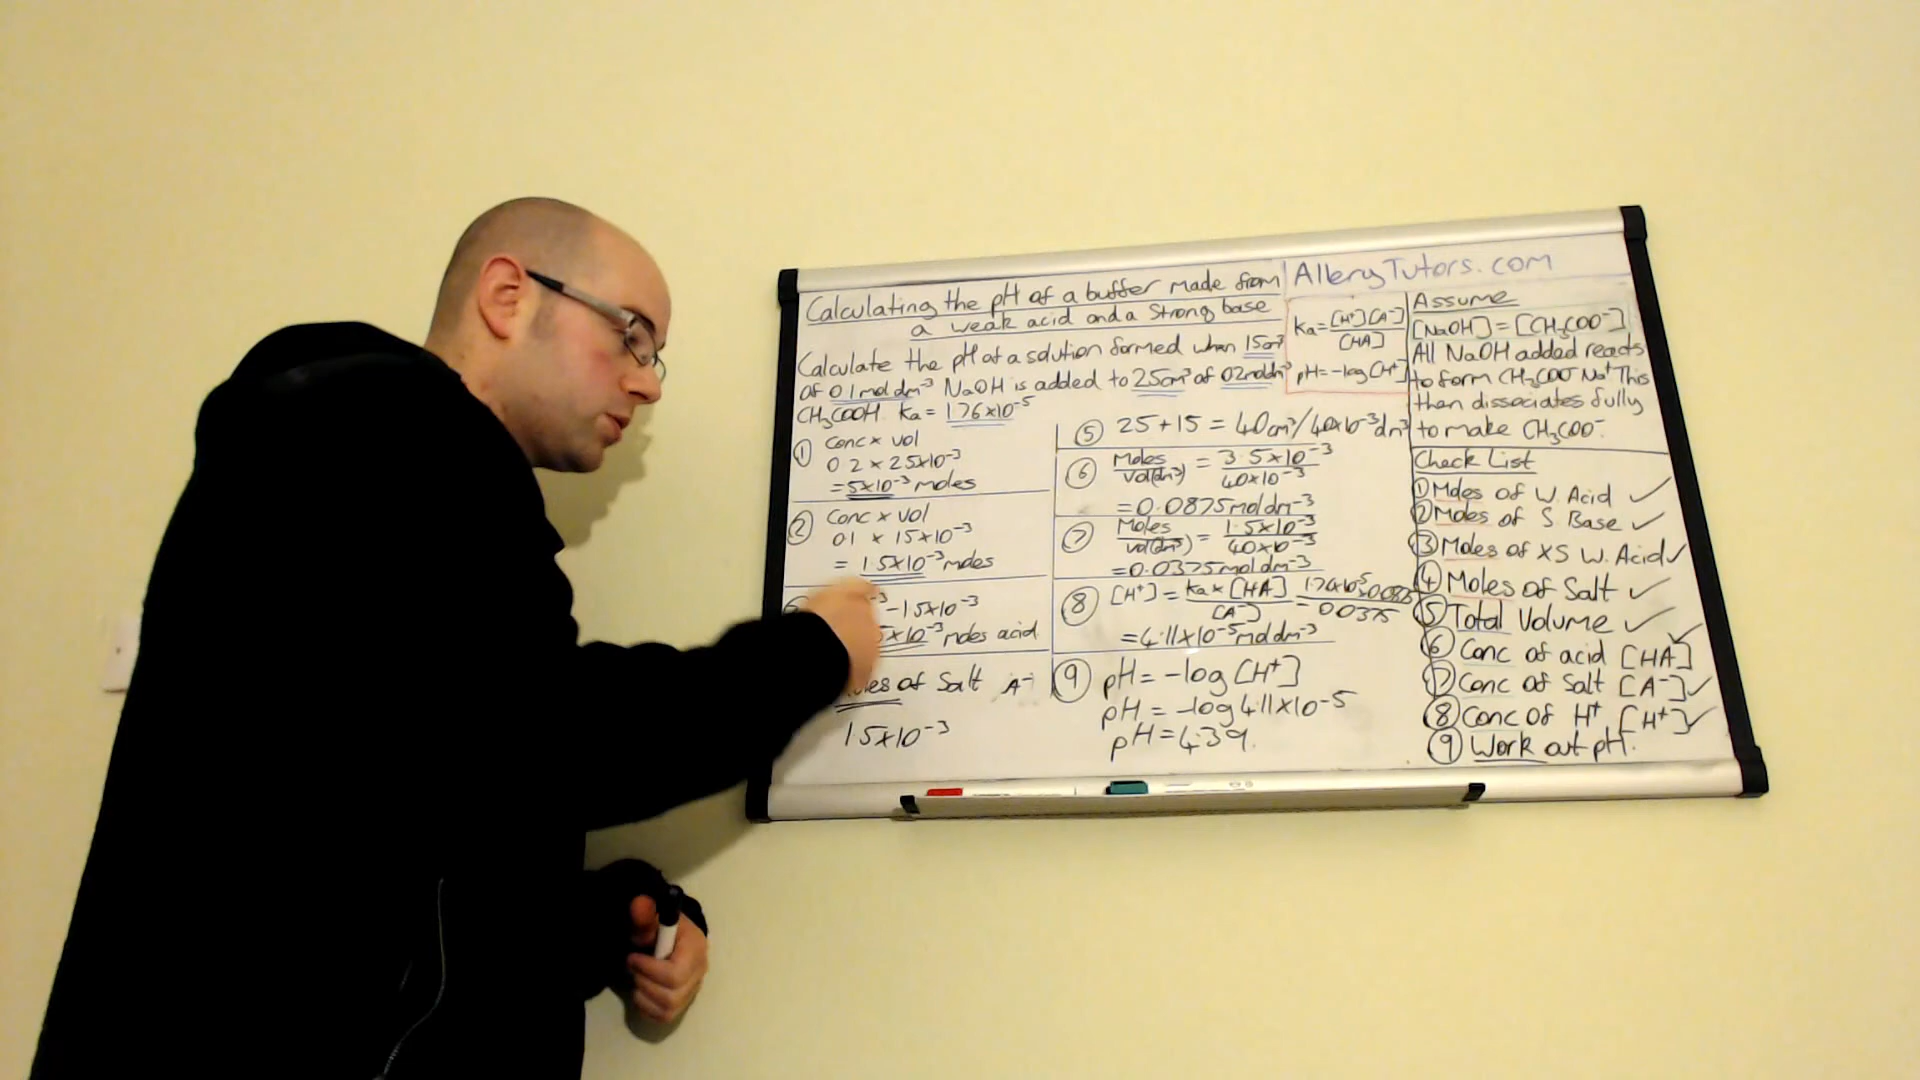 Calculating the pH of a buffer made from
a weak acid and a strong base
Calculate the pH of a solution formed when 15cm³
of 0.1 mol dm⁻³ NaOH is added to 25cm³ of 0.2 mol dm⁻³
CH₃COOH. Ka = 1.76x10⁻⁵
① Conc x vol
0.2 x 25x10⁻³
= 5x10⁻³ moles
② Conc x vol
0.1 x 15x10⁻³
= 1.5x10⁻³ moles
⁻³ - 1.5x10⁻³
5x10⁻³ moles acid
of Salt A⁻
1.5x10⁻³
⑤ 25 + 15 = 40cm³/40x10⁻³dm³
⑥ Moles/Vol(dm³) = 3.5x10⁻³/40x10⁻³
= 0.0875 mol dm⁻³
⑦ Moles/vol(dm³) = 1.5x10⁻³/40x10⁻³
= 0.0375 mol dm⁻³
⑧ [H⁺] = Ka x [HA]/[A⁻] = 1.76x10⁻⁵x0.0875/0.0375
= 4.11x10⁻⁵ mol dm⁻³
⑨ pH = -log [H⁺]
pH = -log 4.11x10⁻⁵
pH = 4.39.
AlleryTutors.com
Ka = [H⁺][A⁻]/[HA]
pH = -log[H⁺]
Assume
[NaOH] = [CH₃COO⁻]
All NaOH added reacts
to form CH₃COO⁻Na⁺ This
then dissociates fully
to make CH₃COO⁻.
Check List
① Moles of W. Acid ✓
② Moles of S Base ✓
③ Moles of XS W. Acid ✓
④ Moles of Salt ✓
⑤ Total Volume ✓
⑥ Conc of acid [HA] ✓
⑦ Conc of Salt [A⁻] ✓
⑧ Conc of H⁺ [H⁺] ✓
⑨ Work out pH.